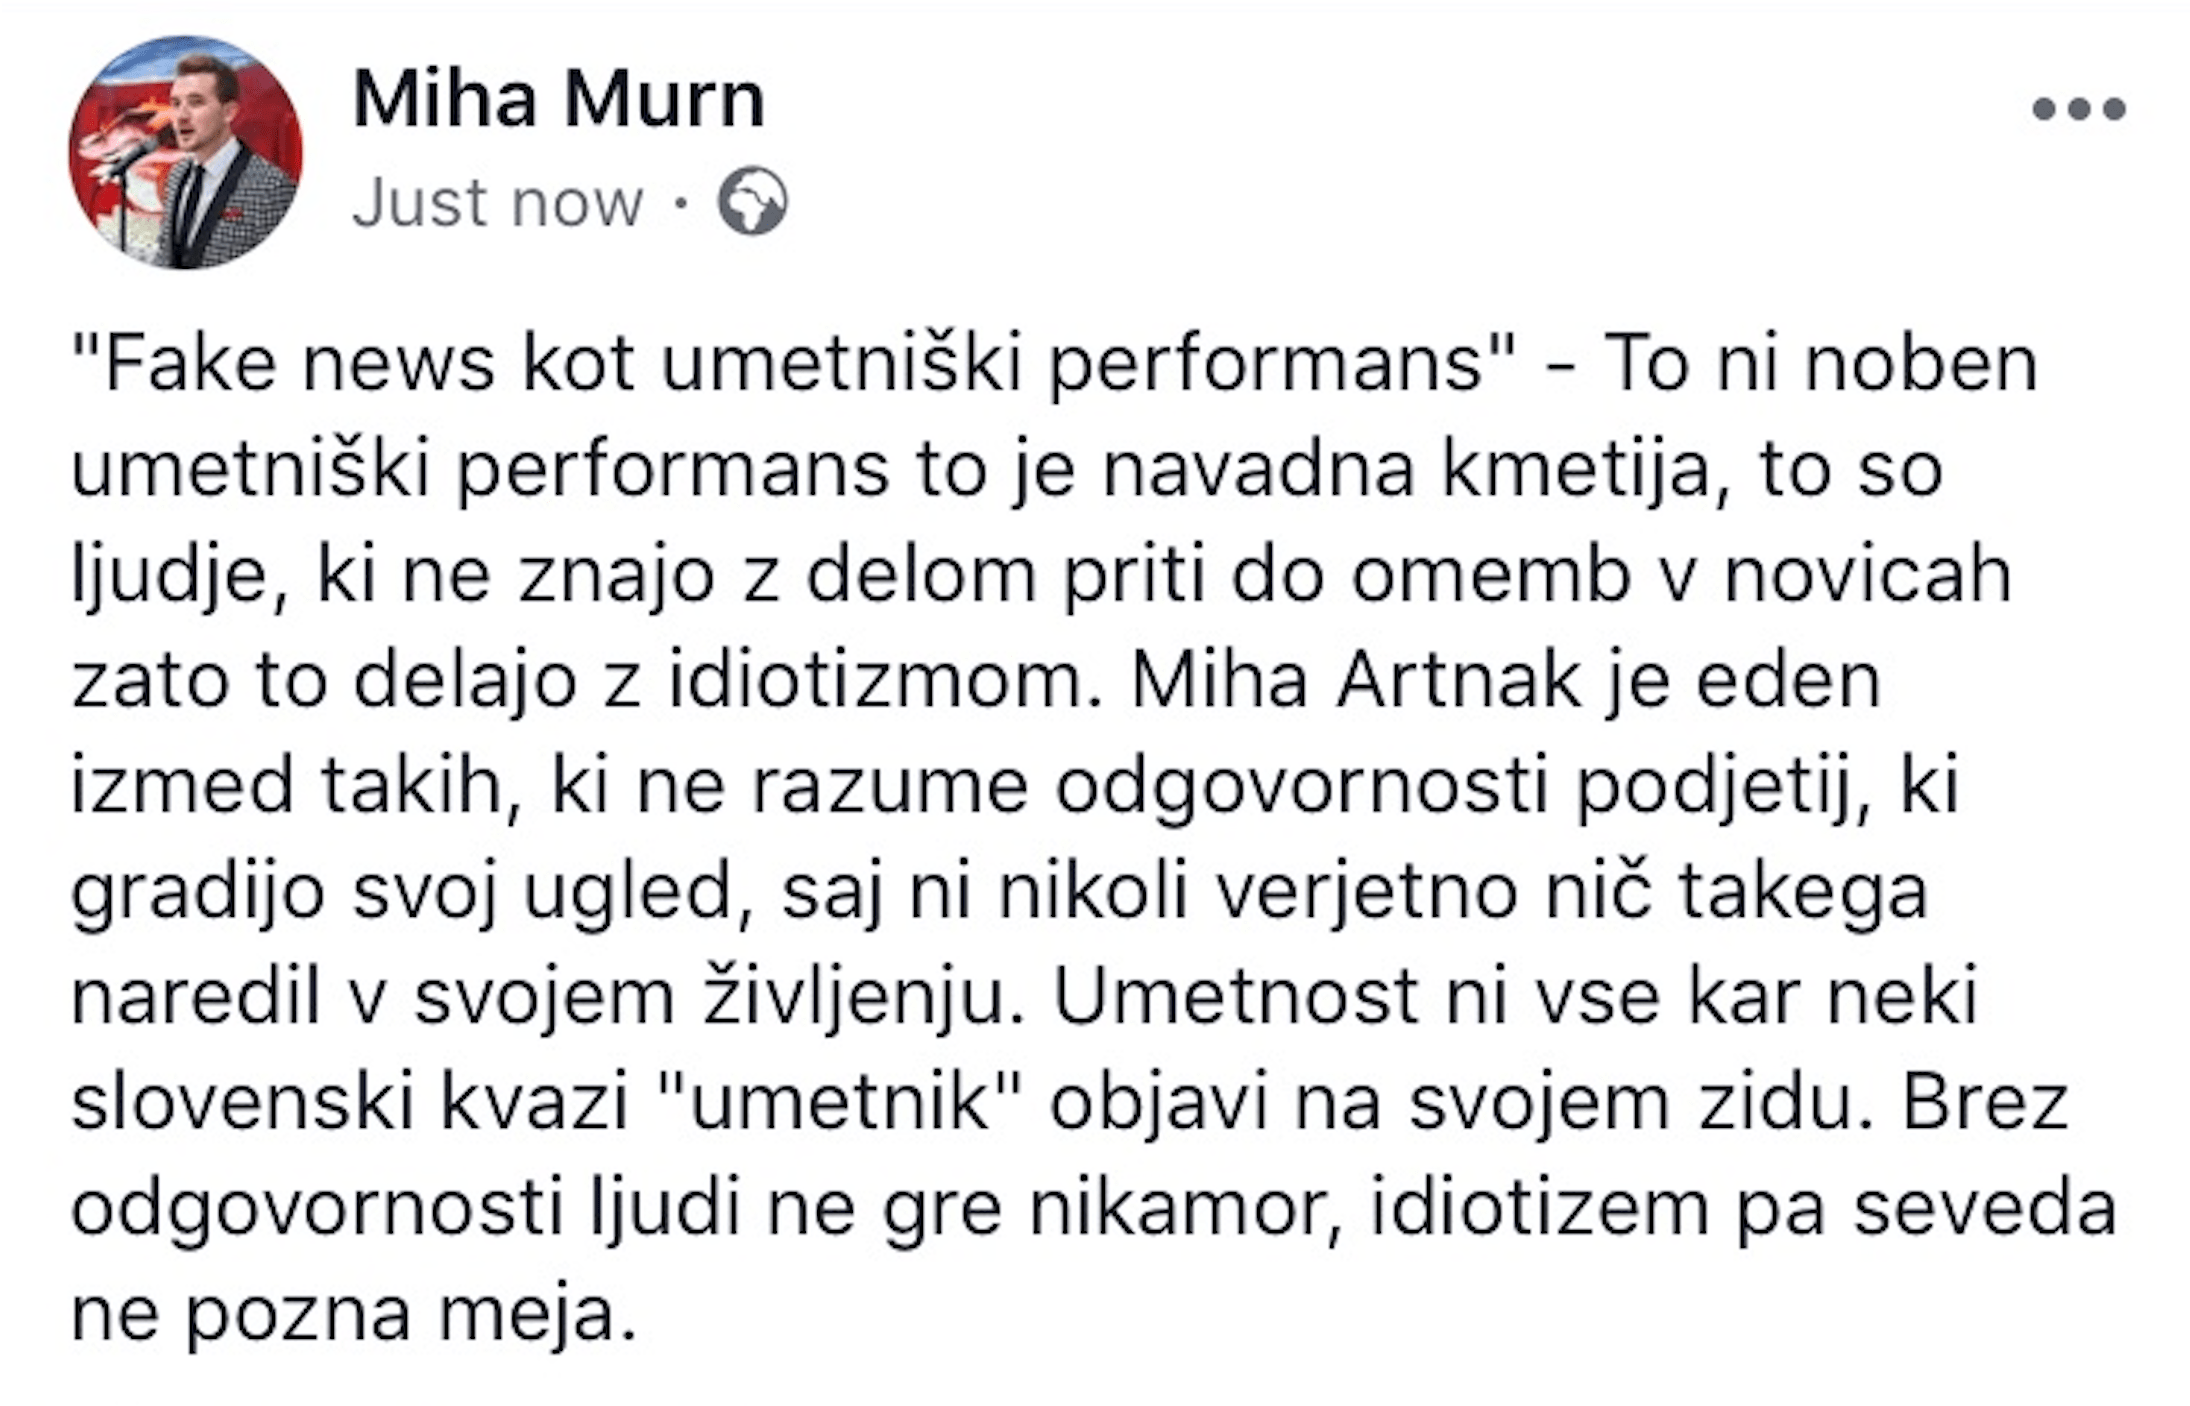 Miha Murn
Just now ·
"Fake news kot umetniški performans" - To ni noben
umetniški performans to je navadna kmetija, to so
ljudje, ki ne znajo z delom priti do omemb v novicah
zato to delajo z idiotizmom. Miha Artnak je eden
izmed takih, ki ne razume odgovornosti podjetij, ki
gradijo svoj ugled, saj ni nikoli verjetno nič takega
naredil v svojem življenju. Umetnost ni vse kar neki
slovenski kvazi "umetnik" objavi na svojem zidu. Brez
odgovornosti ljudi ne gre nikamor, idiotizem pa seveda
ne pozna meja.